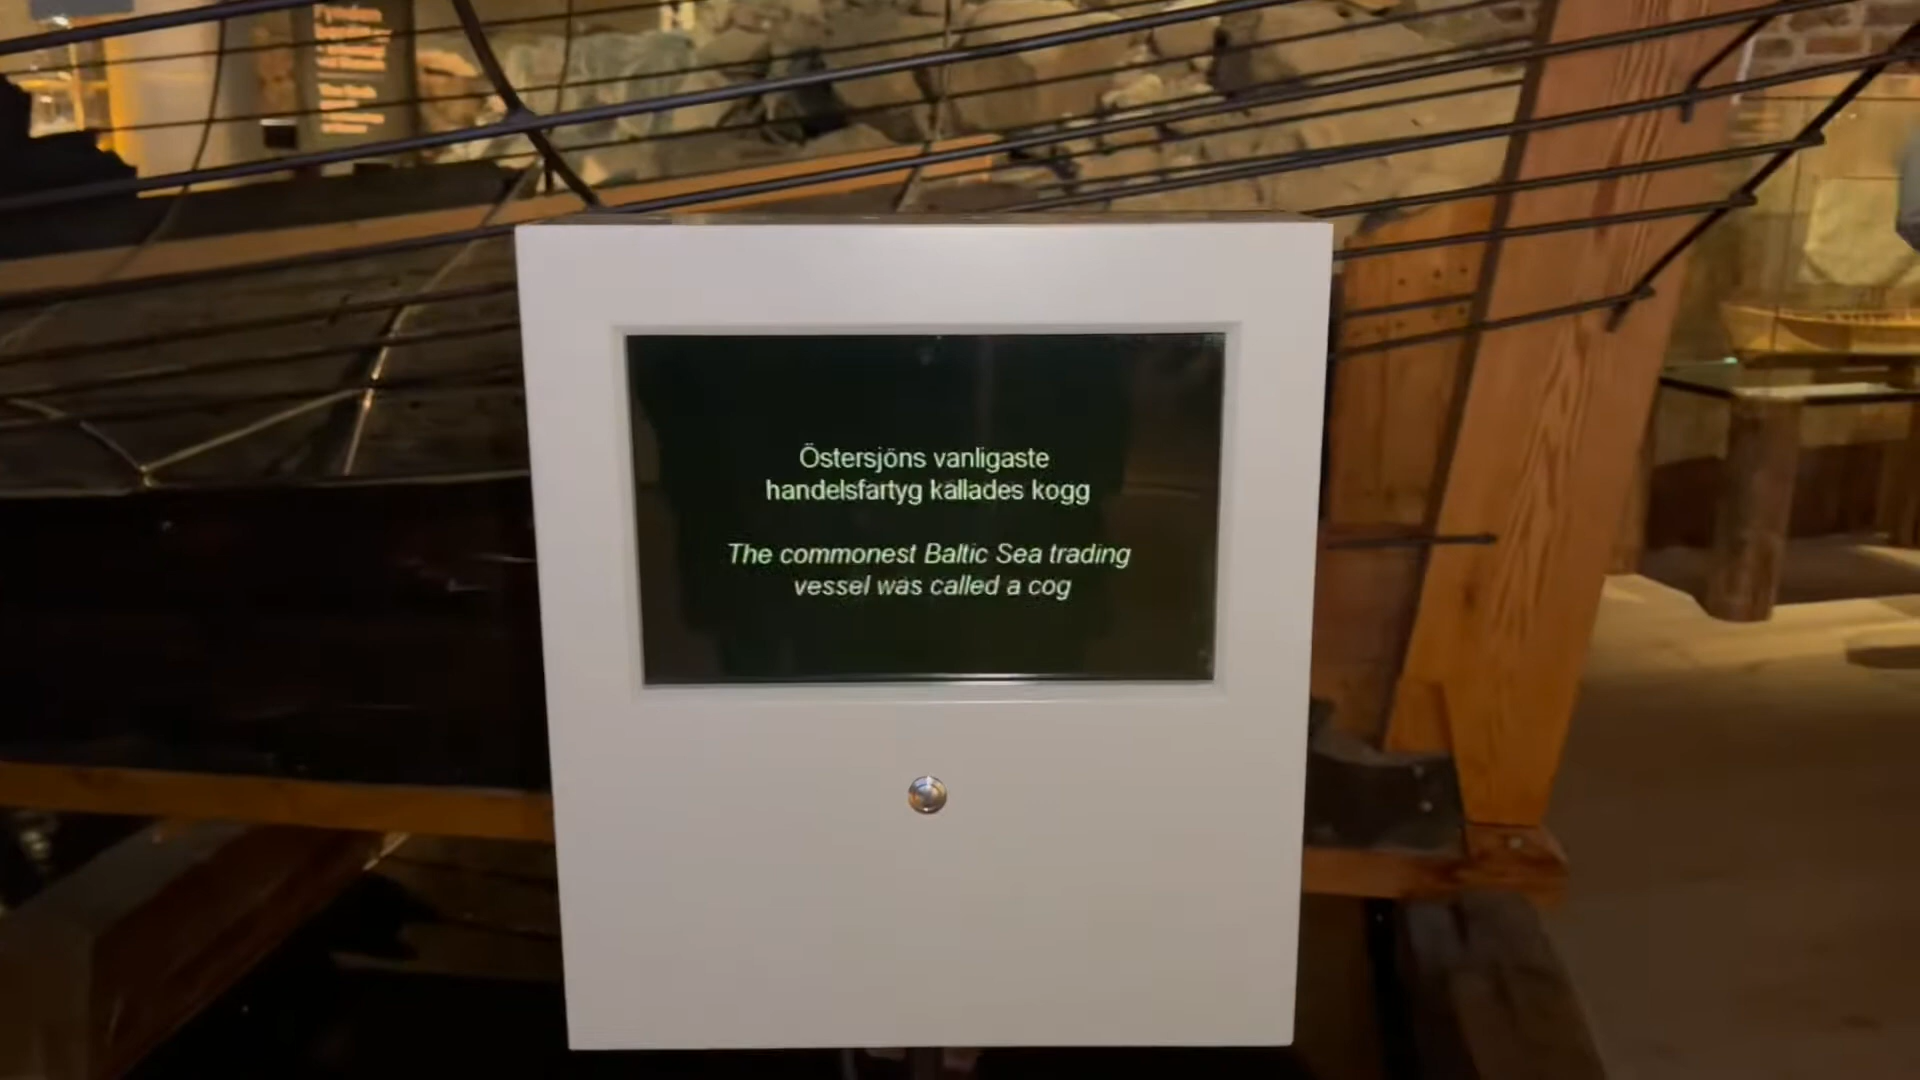 Östersjöns vanligaste
handelsfartyg kallades kogg
The commonest Baltic Sea trading
vessel was called a cog